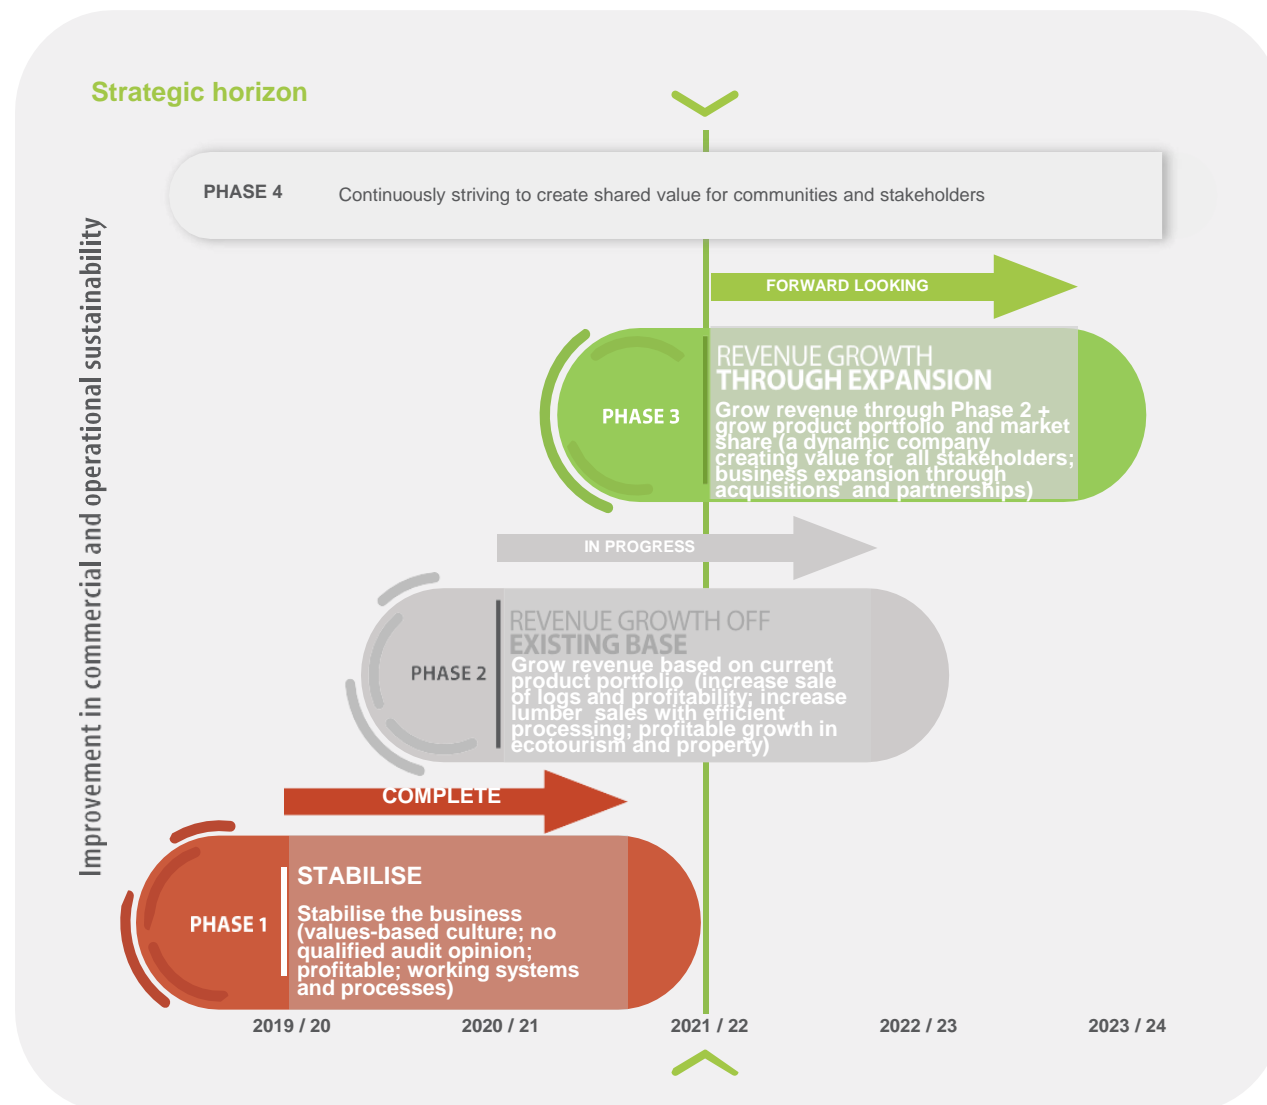 Strategic horizon
PHASE 4
Continuously striving to create shared value for communities and stakeholders
Improvement in commercial and operational sustainability
FORWARD LOOKING
PHASE 3
REVENUE GROWTH
THROUGH EXPANSION
Grow revenue through Phase 2 +
grow product portfolio and market
share (a dynamic company
creating value for all stakeholders;
business expansion through
acquisitions and partnerships)
IN PROGRESS
PHASE 2
REVENUE GROWTH OFF
EXISTING BASE
Grow revenue based on current
product portfolio (increase sale
of logs and profitability; increase
lumber sales with efficient
processing; profitable growth in
ecotourism and property)
COMPLETE
PHASE 1
STABILISE
Stabilise the business
(values-based culture; no
qualified audit opinion;
profitable; working systems
and processes)
2019 / 20
2020 / 21
2021 / 22
2022 / 23
2023 / 24